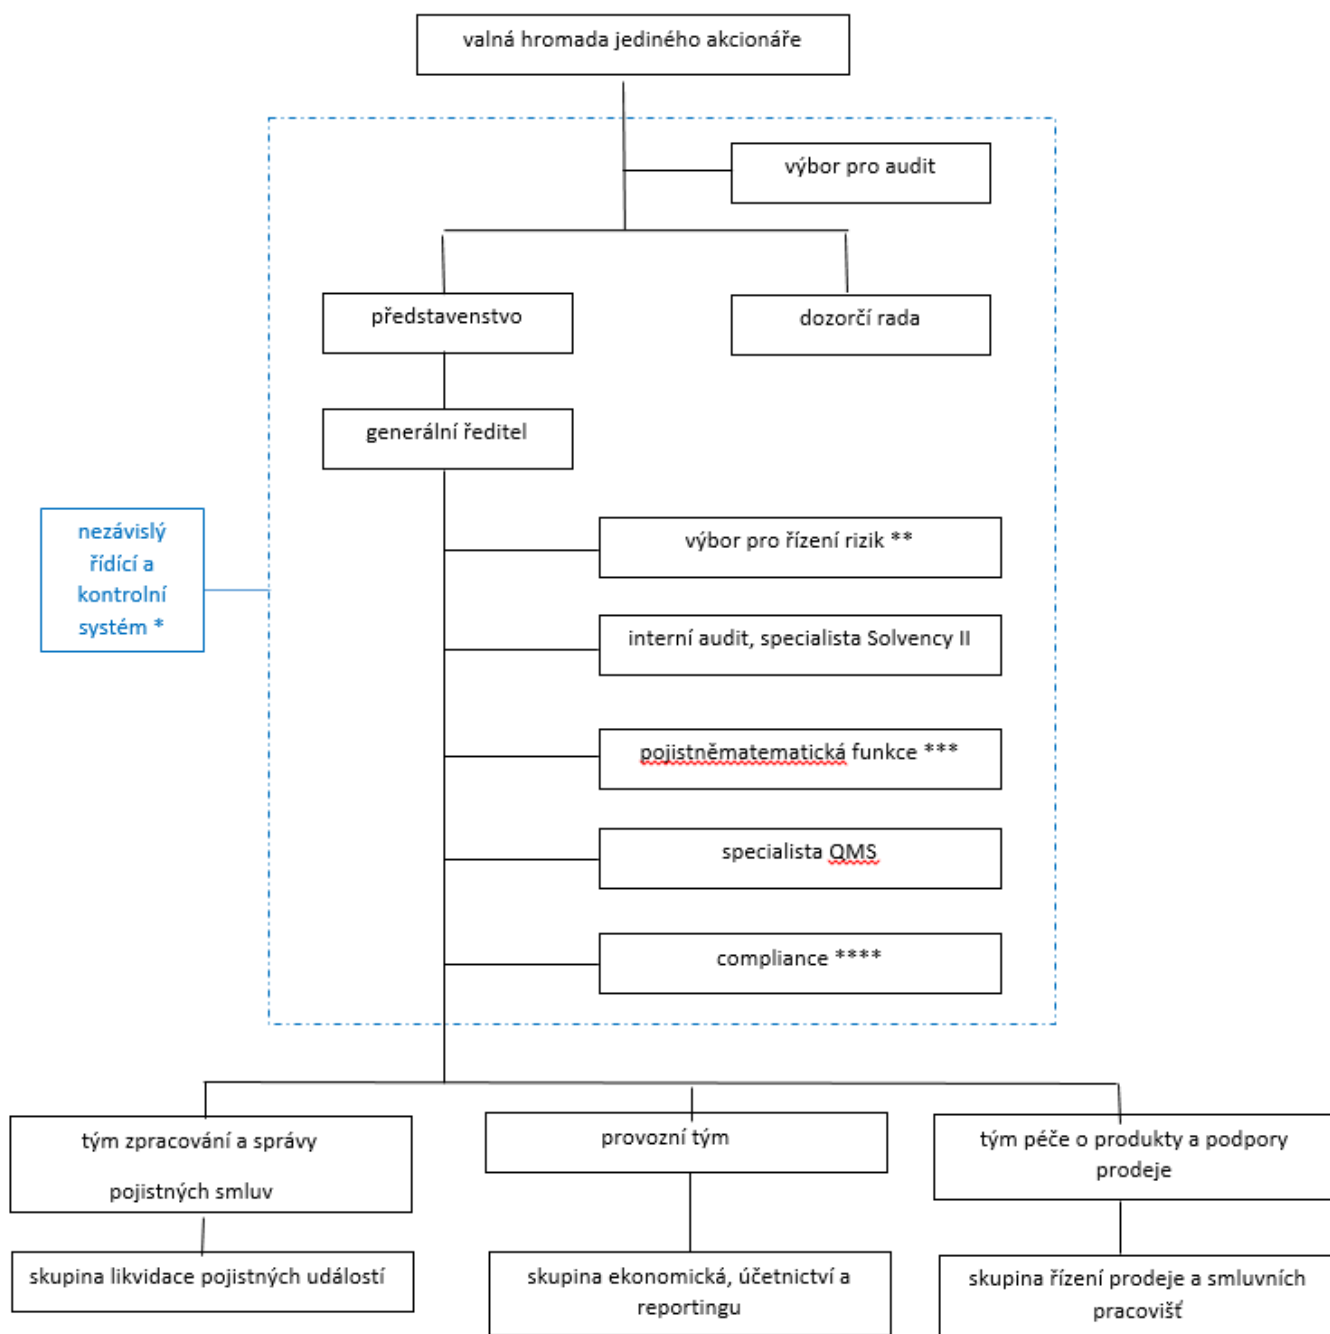 valná hromada jediného akcionáře
výbor pro audit
představenstvo
dozorčí rada
generální ředitel
nezávislý
řídící a
kontrolní
systém *
výbor pro řízení rizik **
interní audit, specialista Solvency II
pojistněmatematická funkce ***
specialista QMS
compliance ****
tým zpracování a správy
pojistných smluv
provozní tým
tým péče o produkty a podpory
prodeje
skupina likvidace pojistných událostí
skupina ekonomická, účetnictví a
reportingu
skupina řízení prodeje a smluvních
pracovišť